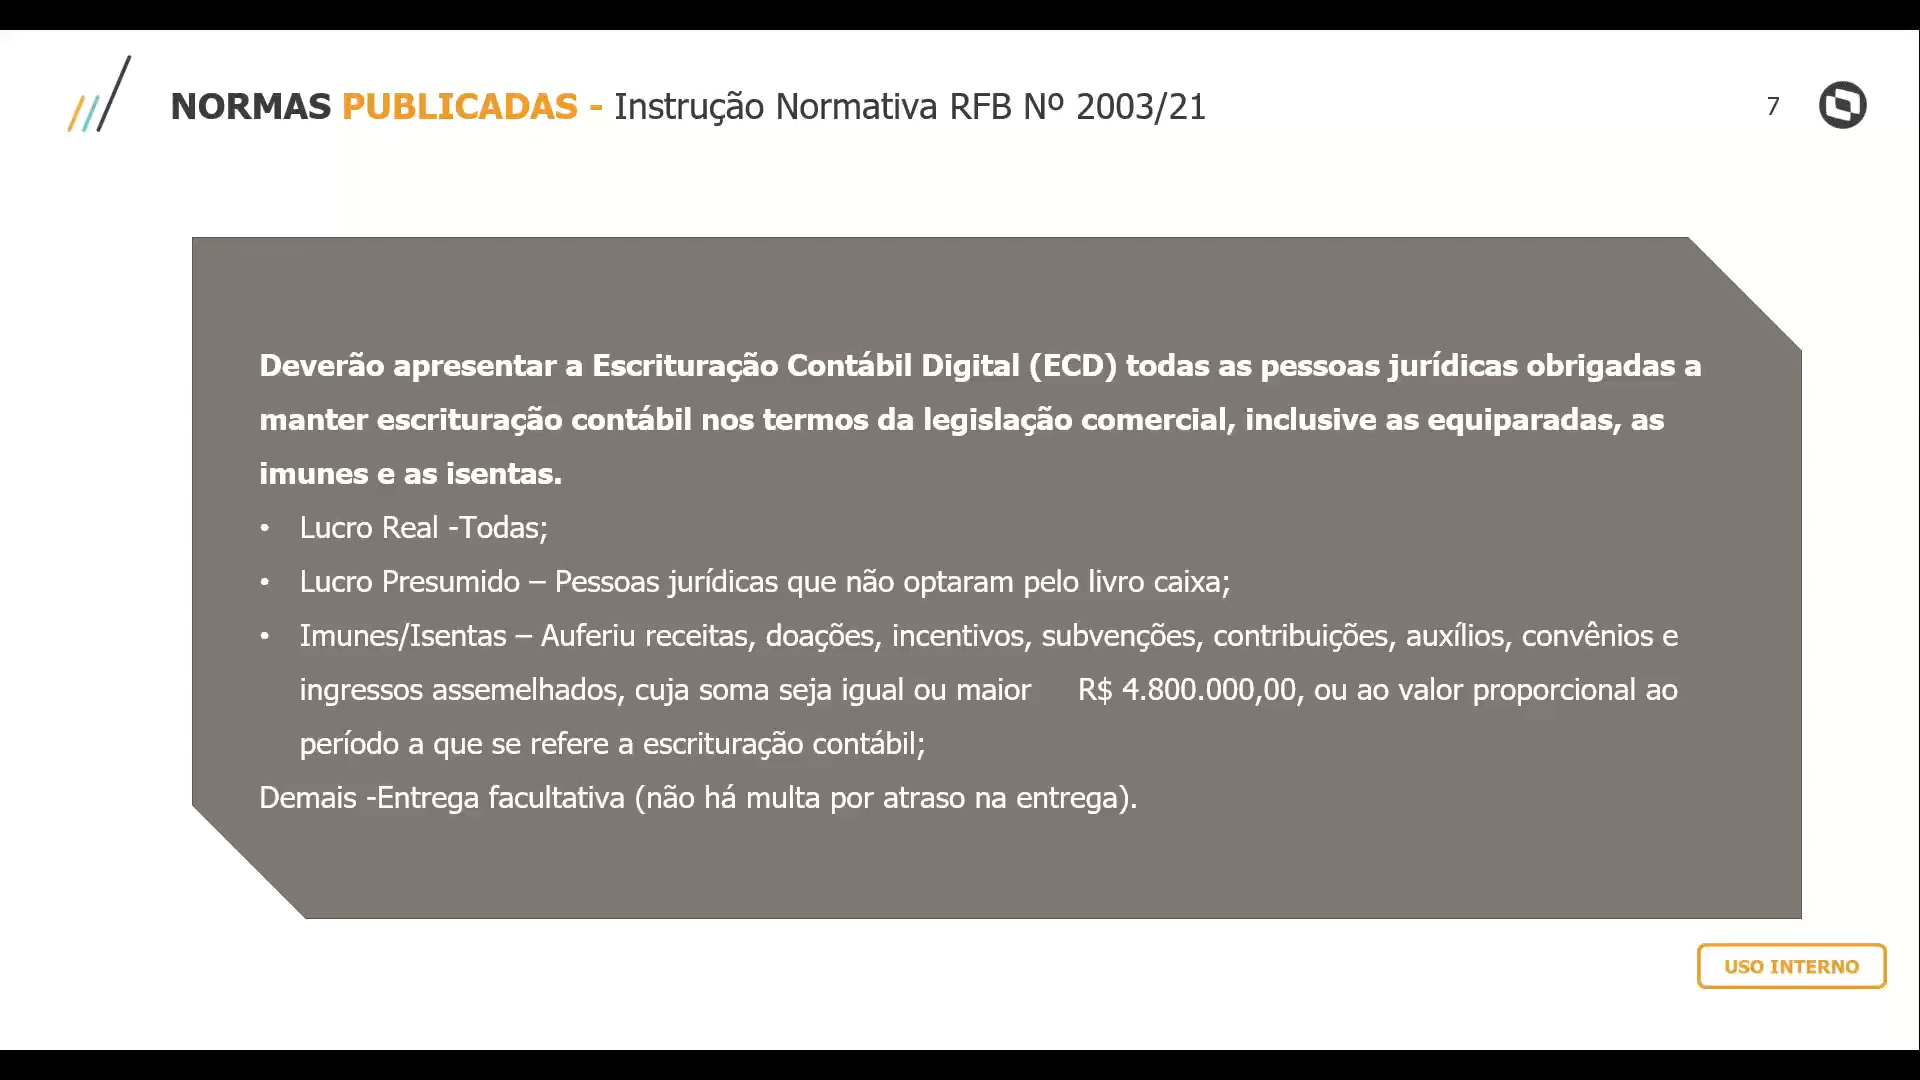 NORMAS PUBLICADAS - Instrução Normativa RFB Nº 2003/21
7
Deverão apresentar a Escrituração Contábil Digital (ECD) todas as pessoas jurídicas obrigadas a
manter escrituração contábil nos termos da legislação comercial, inclusive as equiparadas, as
imunes e as isentas.
• Lucro Real -Todas;
• Lucro Presumido – Pessoas jurídicas que não optaram pelo livro caixa;
• Imunes/Isentas – Auferiu receitas, doações, incentivos, subvenções, contribuições, auxílios, convênios e
ingressos assemelhados, cuja soma seja igual ou maior R$ 4.800.000,00, ou ao valor proporcional ao
período a que se refere a escrituração contábil;
Demais -Entrega facultativa (não há multa por atraso na entrega).
USO INTERNO